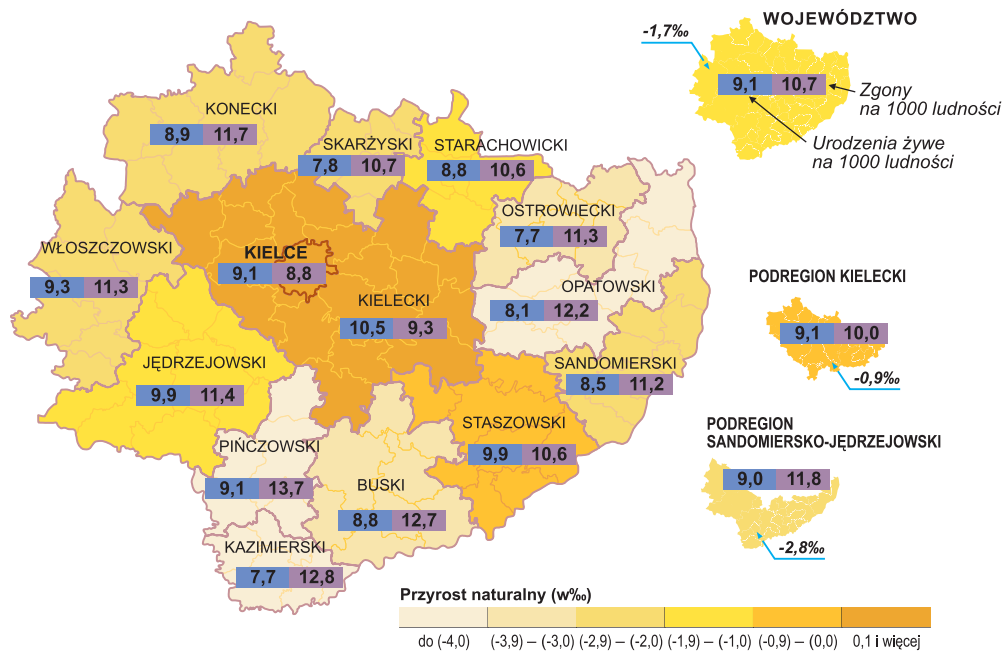 WOJEWÓDZTWO
-1,7‰
9,1 10,7
Zgony
na 1000 ludności
Urodzenia żywe
na 1000 ludności
KONECKI
8,9 11,7
SKARŻYSKI
7,8 10,7
STARACHOWICKI
8,8 10,6
OSTROWIECKI
7,7 11,3
WŁOSZCZOWSKI
9,3 11,3
KIELCE
9,1 8,8
KIELECKI
10,5 9,3
OPATOWSKI
8,1 12,2
PODREGION KIELECKI
9,1 10,0
-0,9‰
JĘDRZEJOWSKI
9,9 11,4
SANDOMIERSKI
8,5 11,2
STASZOWSKI
9,9 10,6
PODREGION
SANDOMIERSKO-JĘDRZEJOWSKI
9,0 11,8
-2,8‰
PIŃCZOWSKI
9,1 13,7
BUSKI
8,8 12,7
KAZIMIERSKI
7,7 12,8
Przyrost naturalny (w‰)
do (-4,0) (-3,9) – (-3,0) (-2,9) – (-2,0) (-1,9) – (-1,0) (-0,9) – (0,0) 0,1 i więcej